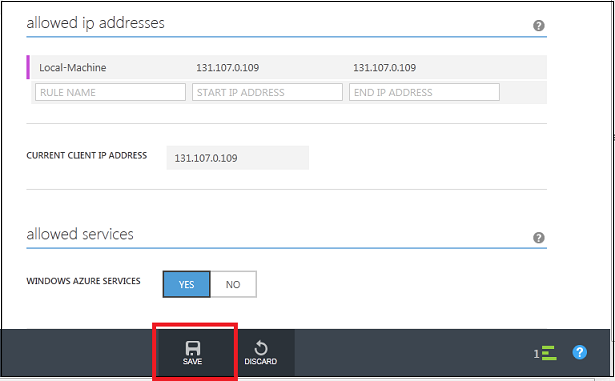 allowed ip addresses ?
Local-Machine 131.107.0.109 131.107.0.109
RULE NAME START IP ADDRESS END IP ADDRESS
CURRENT CLIENT IP ADDRESS 131.107.0.109
allowed services ?
WINDOWS AZURE SERVICES YES NO
SAVE DISCARD 1 ?